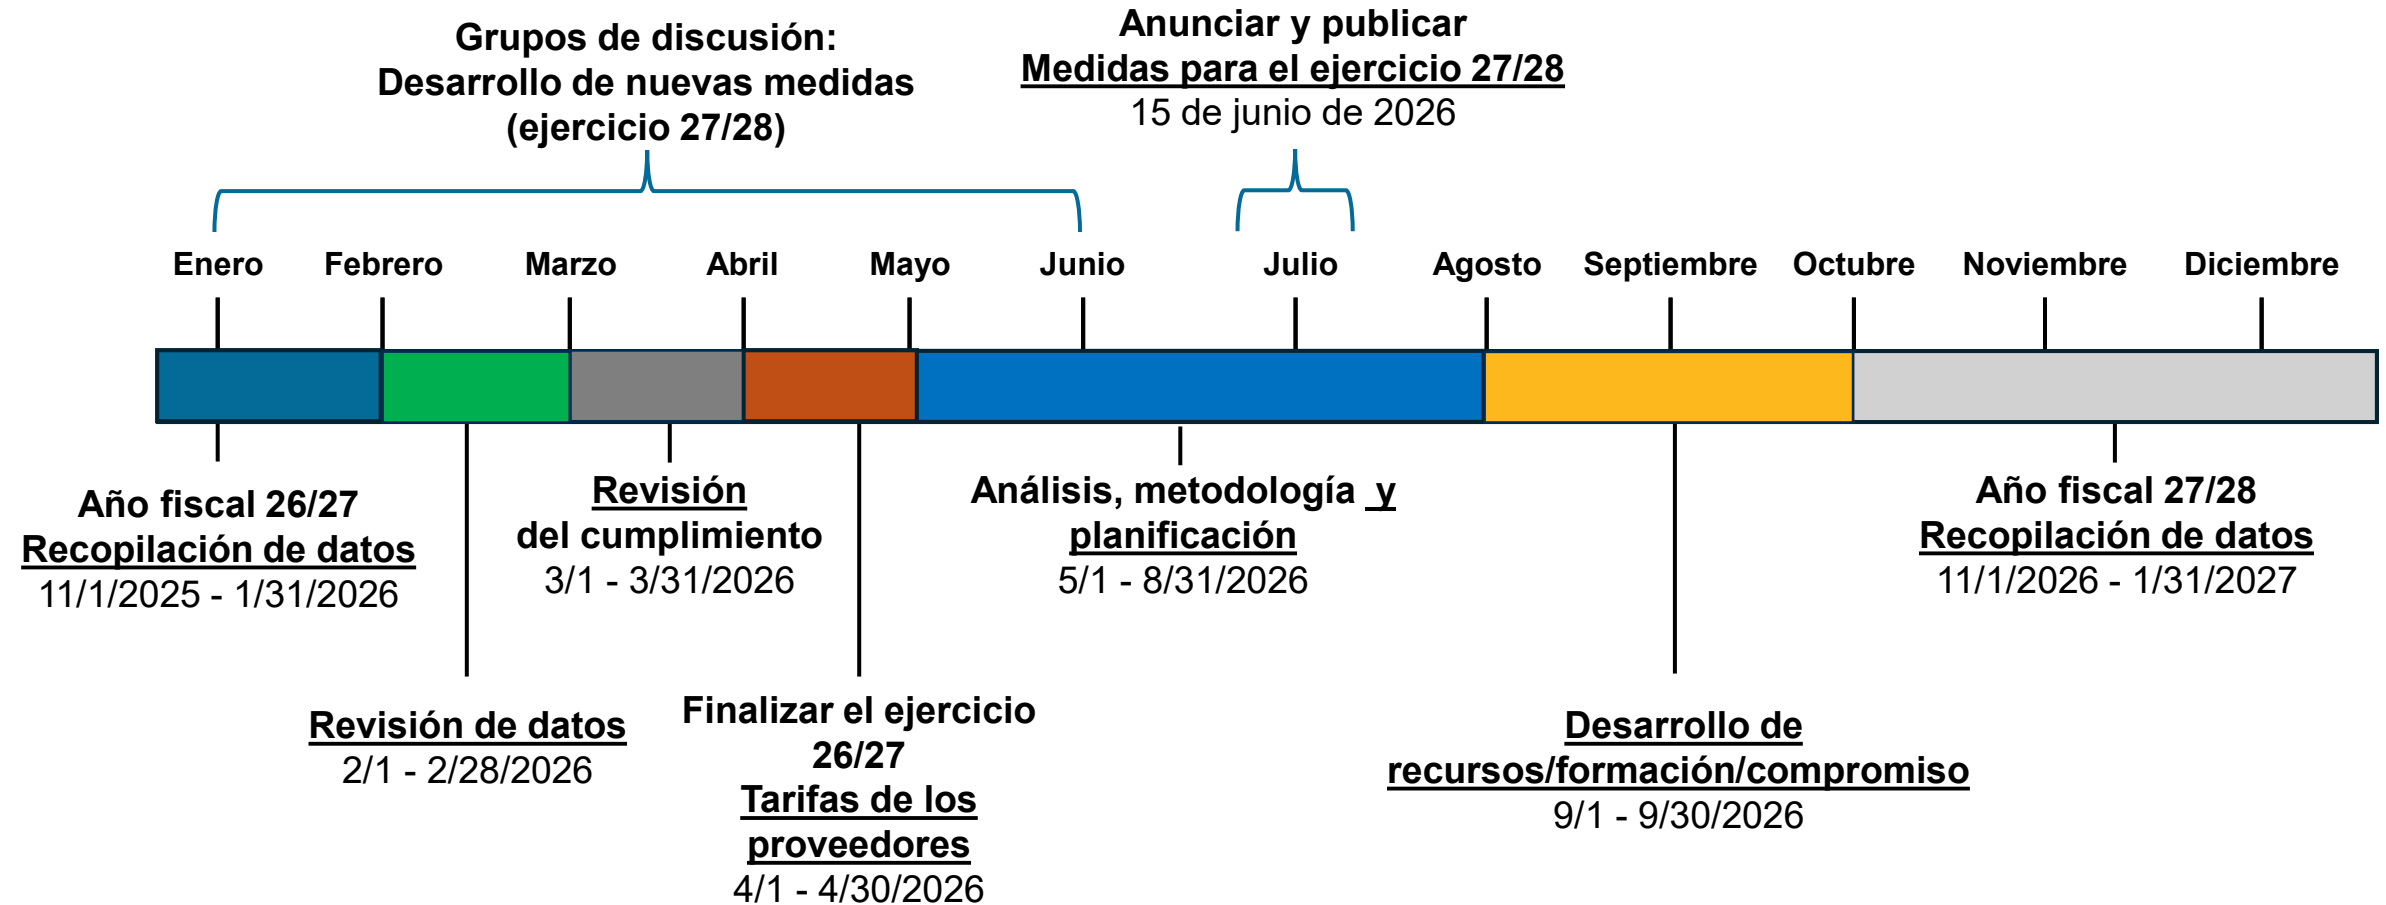 Grupos de discusión:
Desarrollo de nuevas medidas
(ejercicio 27/28)
Anunciar y publicar
Medidas para el ejercicio 27/28
15 de junio de 2026
Enero Febrero Marzo Abril Mayo Junio Julio Agosto Septiembre Octubre Noviembre Diciembre
Año fiscal 26/27
Recopilación de datos
11/1/2025 - 1/31/2026
Revisión de datos
2/1 - 2/28/2026
Revisión
del cumplimiento
3/1 - 3/31/2026
Finalizar el ejercicio
26/27
Tarifas de los
proveedores
4/1 - 4/30/2026
Análisis, metodología y
planificación
5/1 - 8/31/2026
Desarrollo de
recursos/formación/compromiso
9/1 - 9/30/2026
Año fiscal 27/28
Recopilación de datos
11/1/2026 - 1/31/2027